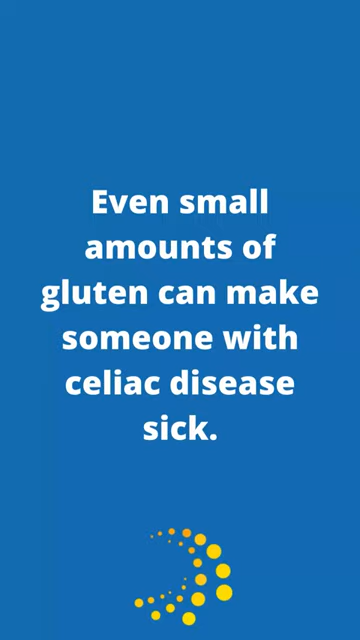 Even small
amounts of
gluten can make
someone with
celiac disease
sick.